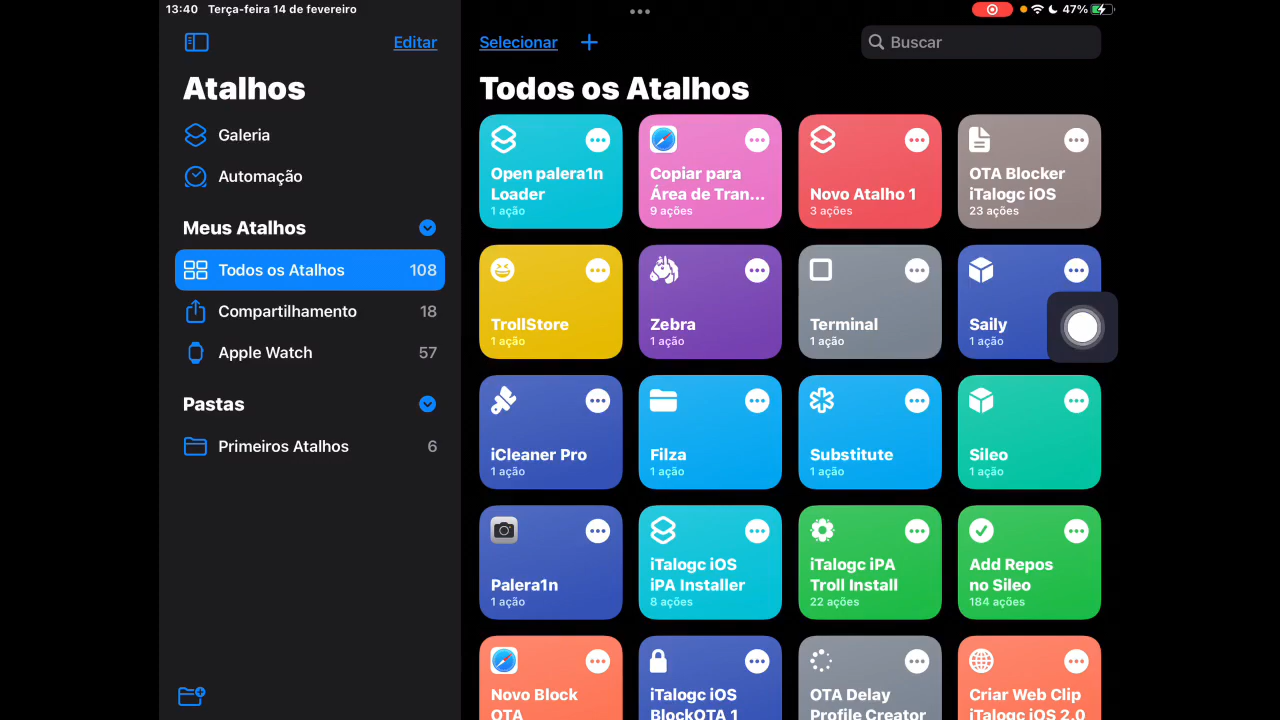 13:40 Terça-feira 14 de fevereiro
47%
Editar
Atalhos
Galeria
Automação
Meus Atalhos
Todos os Atalhos 108
Compartilhamento 18
Apple Watch 57
Pastas
Primeiros Atalhos 6
Selecionar
Buscar
Todos os Atalhos
Open palera1n
Loader
1 ação
Copiar para
Área de Tran...
9 ações
Novo Atalho 1
3 ações
OTA Blocker
iTalogc iOS
23 ações
TrollStore
1 ação
Zebra
1 ação
Terminal
1 ação
Saily
1 ação
iCleaner Pro
1 ação
Filza
1 ação
Substitute
1 ação
Sileo
1 ação
Palera1n
1 ação
iTalogc iOS
iPA Installer
8 ações
iTalogc iPA
Troll Install
22 ações
Add Repos
no Sileo
184 ações
Novo Block
OTA
iTalogc iOS
BlockOTA 1
OTA Delay
Profile Creator
Criar Web Clip
iTalogc iOS 2.0